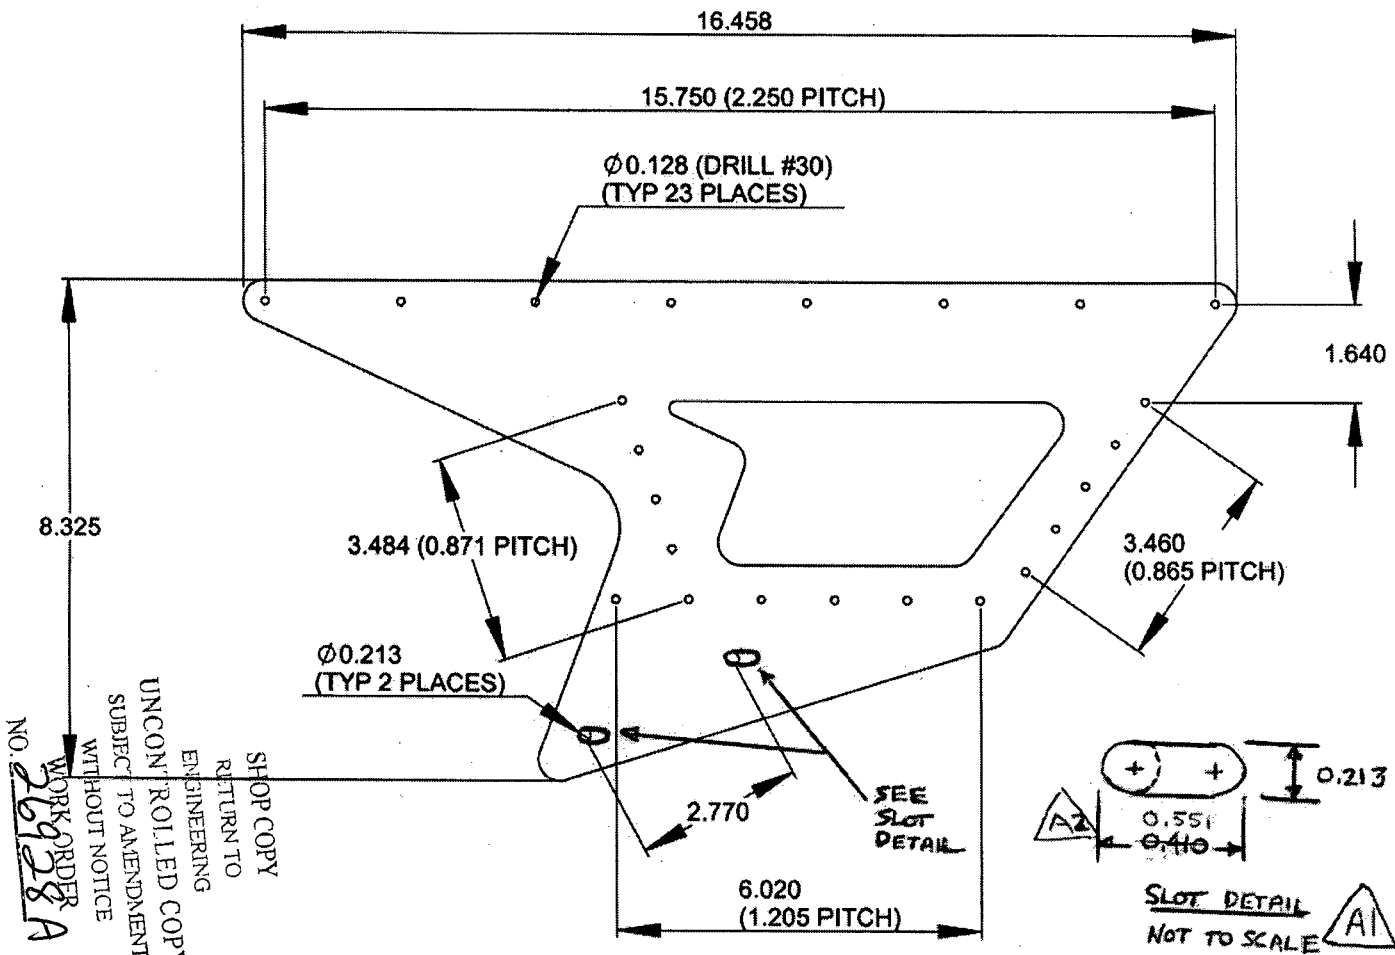 16.458
15.750 (2.250 PITCH)
Ø0.128 (DRILL #30)
(TYP 23 PLACES)
1.640
8.325
3.484 (0.871 PITCH)
3.460
(0.865 PITCH)
Ø0.213
(TYP 2 PLACES)
2.770
SEE
SLOT
DETAIL
6.020
(1.205 PITCH)
0.213
A2
0.551
0.410
SLOT DETAIL
NOT TO SCALE
A1
SHOP COPY
RETURN TO
ENGINEERING
UNCONTROLLED COPY
SUBJECT TO AMENDMENT
WITHOUT NOTICE
WORK ORDER
NO. 26928A